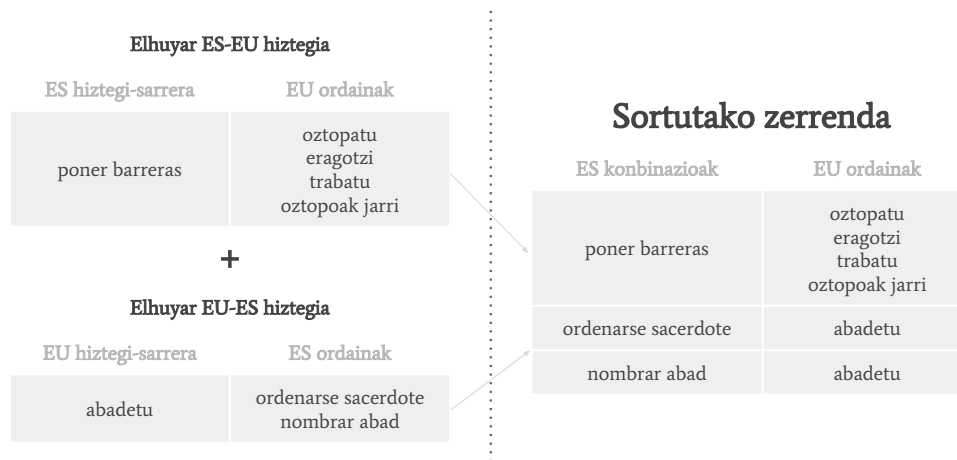 Elhuyar ES-EU hiztegia
ES hiztegi-sarrera EU ordainak
poner barreras
oztopatu
eragotzi
trabatu
oztopoak jarri
+
Elhuyar EU-ES hiztegia
EU hiztegi-sarrera ES ordainak
abadetu
ordenarse sacerdote
nombrar abad
Sortutako zerrenda
ES konbinazioak EU ordainak
poner barreras
oztopatu
eragotzi
trabatu
oztopoak jarri
ordenarse sacerdote abadetu
nombrar abad abadetu